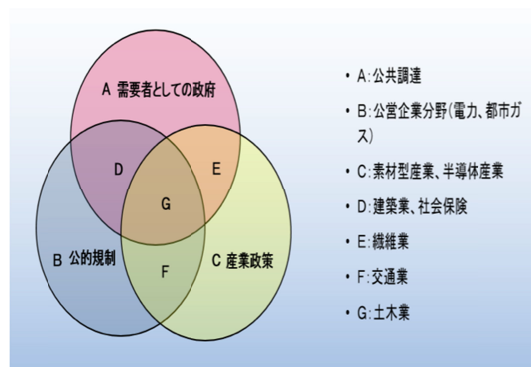 A 需要者としての政府
D
E
G
B 公的規制
C 産業政策
F
• A:公共調達
• B:公営企業分野(電力、都市ガ
ス)
• C:素材型産業、半導体産業
• D:建築業、社会保険
• E:繊維業
• F:交通業
• G:土木業